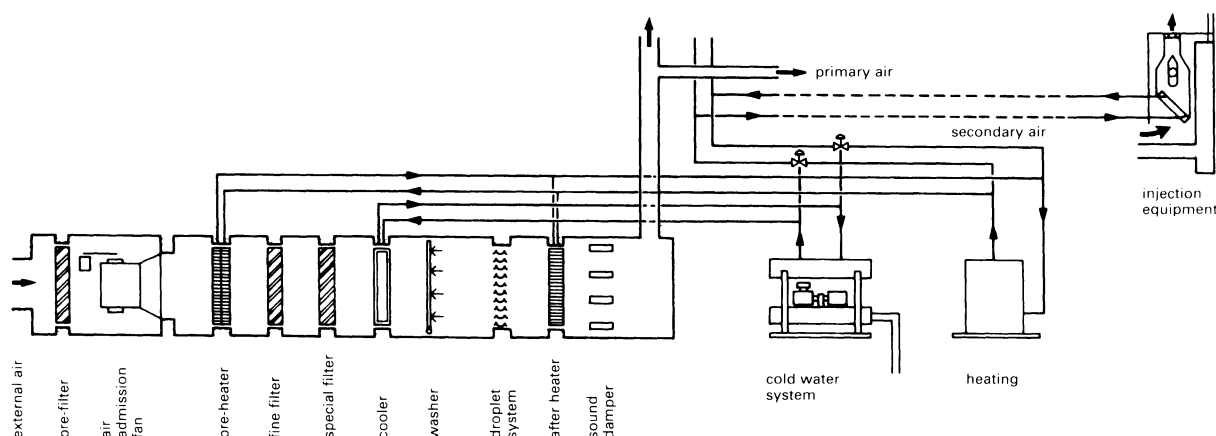 primary air
secondary air
injection
equipment
cold water
system
heating
external air
pre-filter
air
admission
fan
pre-heater
fine filter
special filter
cooler
washer
droplet
system
after heater
sound
damper